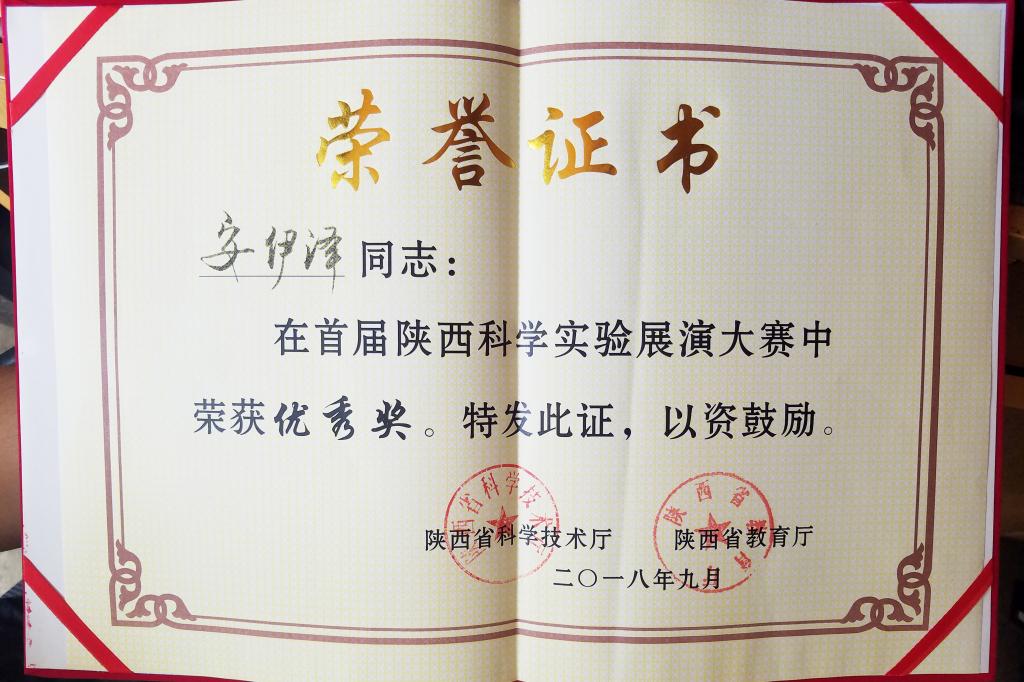 荣誉证书
安伊泽同志：
在首届陕西科学实验展演大赛中
荣获优秀奖。特发此证，以资鼓励。
陕西省科学技术厅 陕西省教育厅
二〇一八年九月